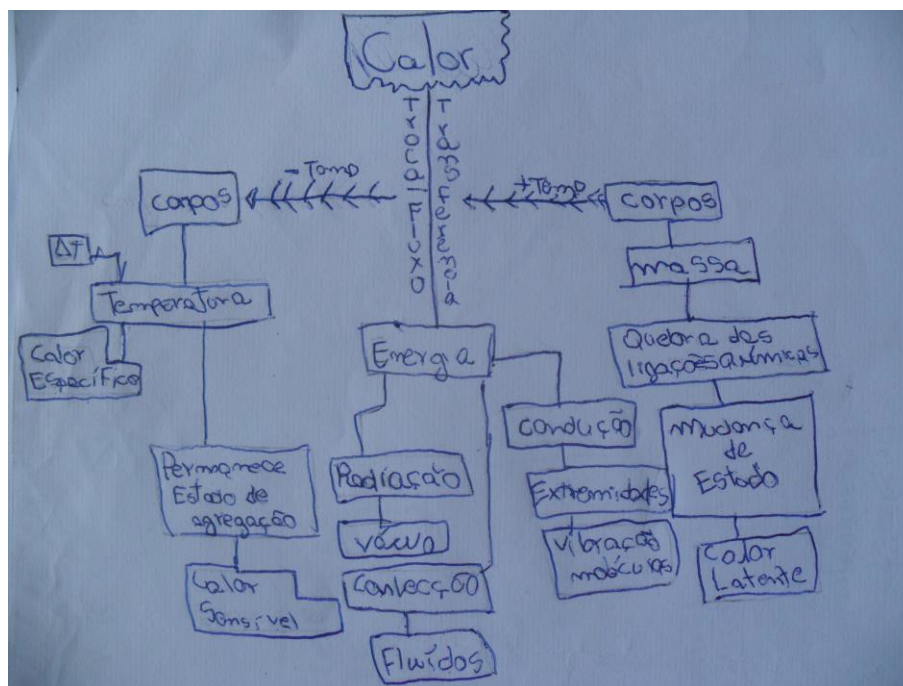 Calor
Troca/Fluxo
Transferência
- Temp
+ Temp
corpos
corpos
ΔT
massa
Temperatura
Calor
Específico
Energia
Quebra das
ligações químicas
condução
Mudança
de
Estado
Permanece
Estado de
agregação
Radiação
Extremidades
vácuo
Vibração
moléculas
Calor
Sensível
Convecção
Calor
Latente
Fluídos